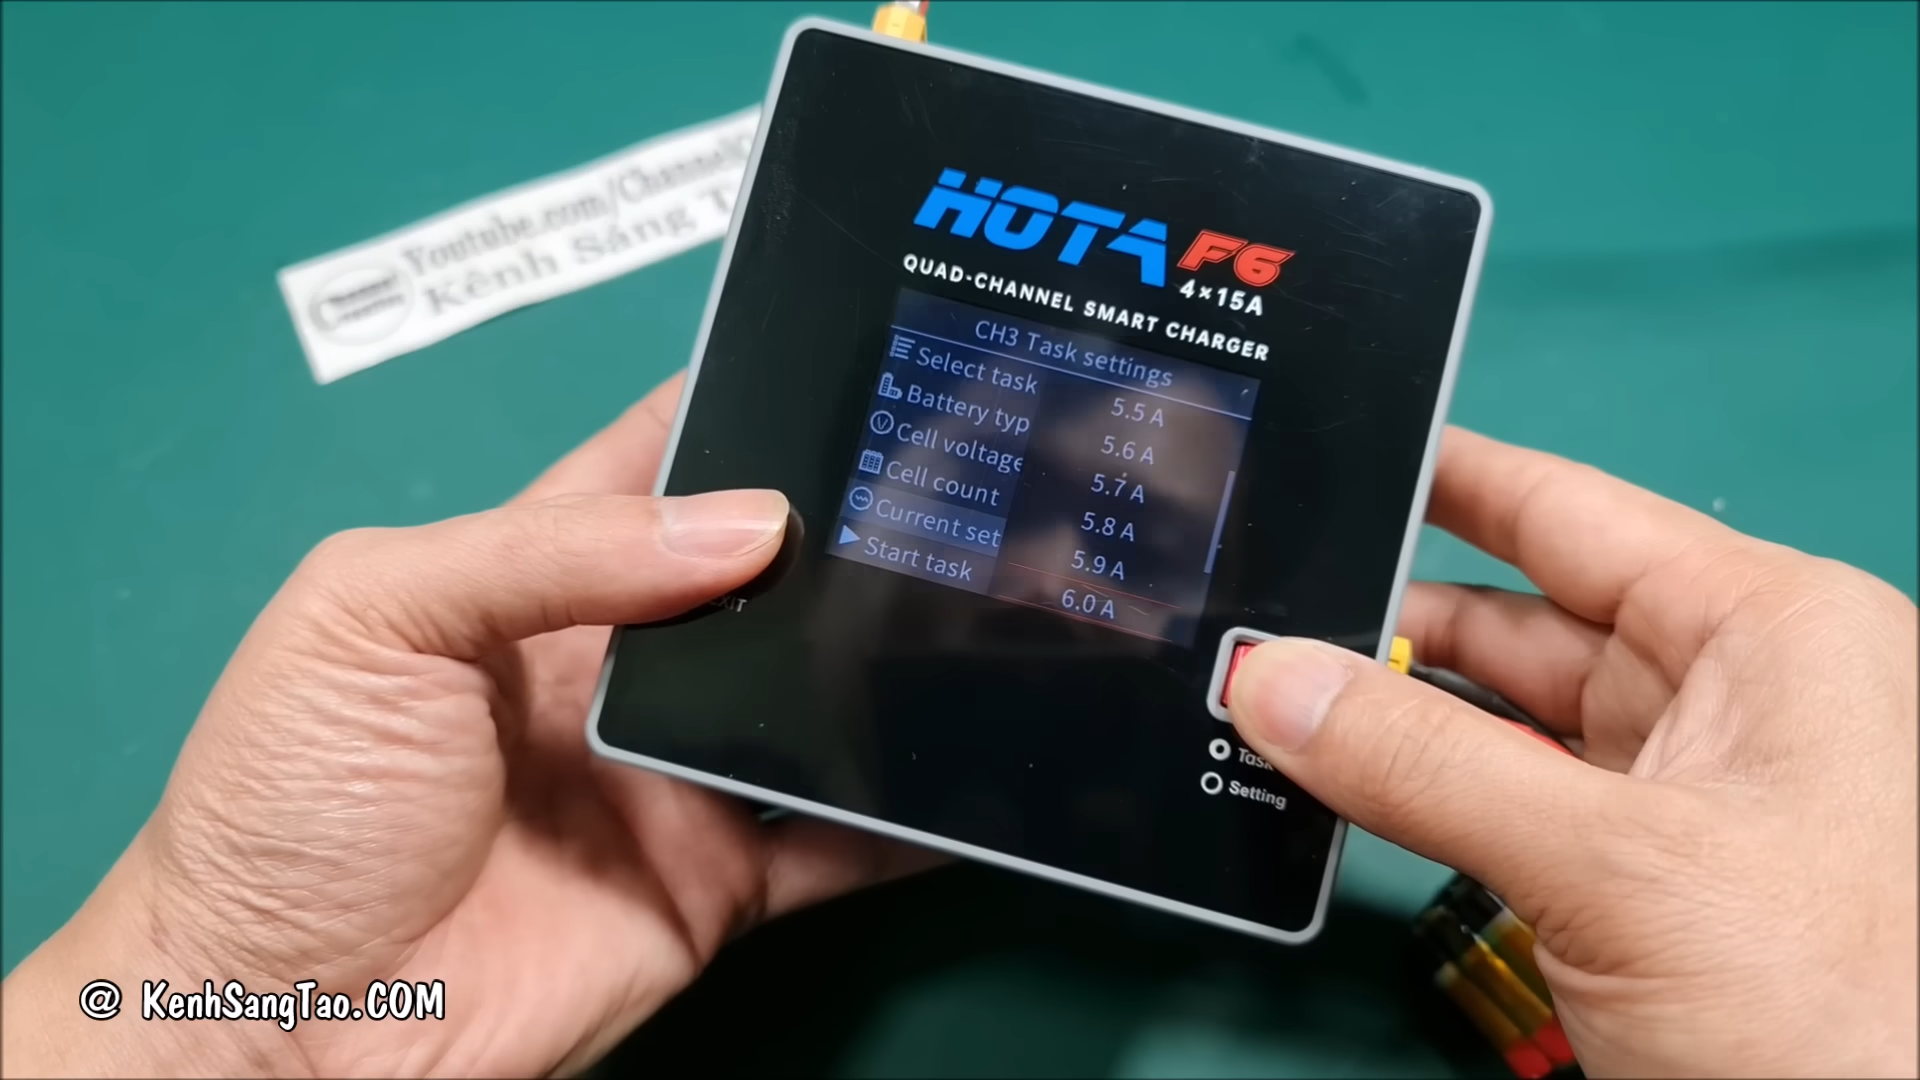 Youtube.com/Channel
Kênh Sáng T
HOTA F6
4×15A
QUAD-CHANNEL SMART CHARGER
CH3 Task settings
Select task
Battery typ
Cell voltage
Cell count
Current set
Start task
5.5 A
5.6 A
5.7 A
5.8 A
5.9 A
6.0 A
EXIT
Task
Setting
@ KenhSangTao.COM